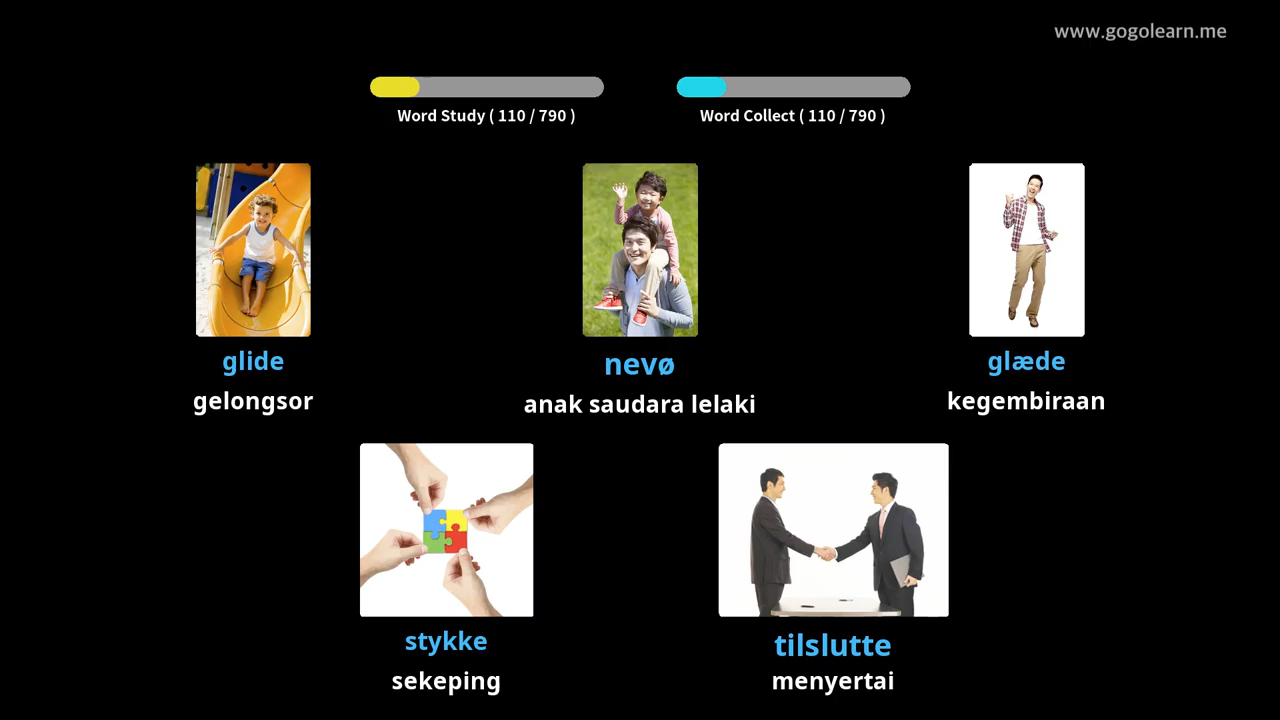 www.gogolearn.me
Word Study ( 110 / 790 )
Word Collect ( 110 / 790 )
glide
gelongsor
nevø
anak saudara lelaki
glæde
kegembiraan
stykke
sekeping
tilslutte
menyertai